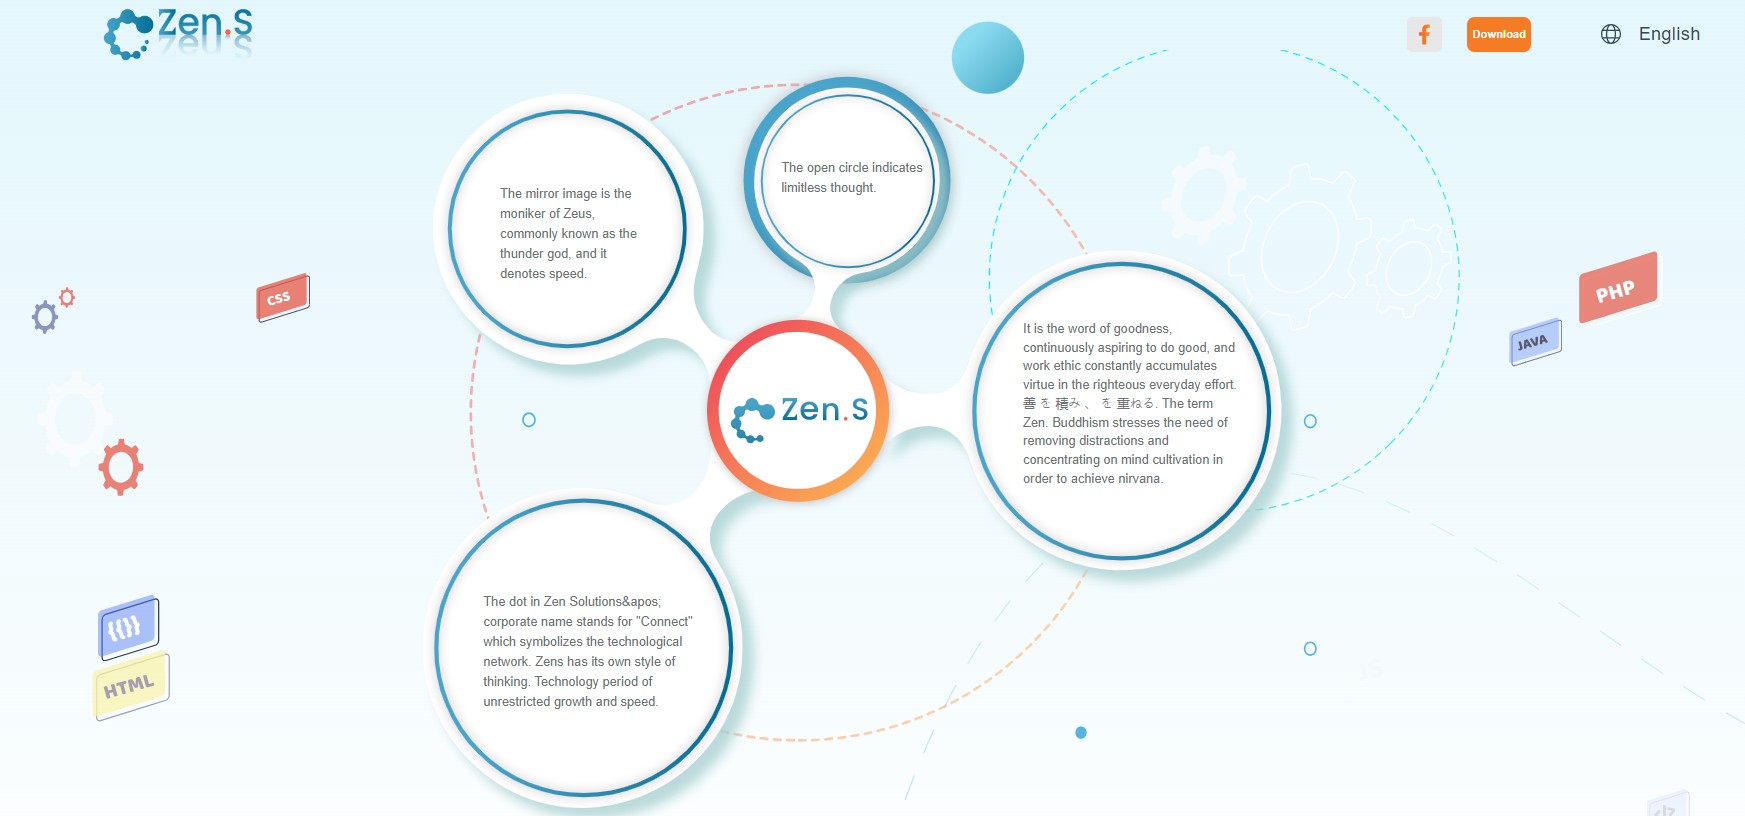 Zen.S
Download
English
The open circle indicates
limitless thought.
The mirror image is the
moniker of Zeus,
commonly known as the
thunder god, and it
denotes speed.
CSS
PHP
JAVA
It is the word of goodness,
continuously aspiring to do good, and
work ethic constantly accumulates
virtue in the righteous everyday effort.
善 を 積み 、 を 重ねる. The term
Zen. Buddhism stresses the need of
removing distractions and
concentrating on mind cultivation in
order to achieve nirvana.
Zen.S
The dot in Zen Solutions&apos;
corporate name stands for "Connect"
which symbolizes the technological
network. Zens has its own style of
thinking. Technology period of
unrestricted growth and speed.
HTML
JS